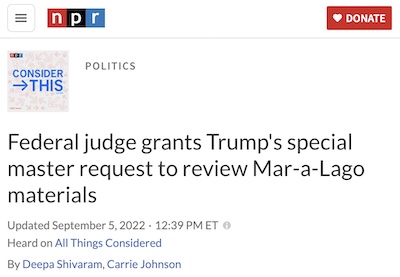 npr
DONATE
npr
CONSIDER
THIS
POLITICS
Federal judge grants Trump's special
master request to review Mar-a-Lago
materials
Updated September 5, 2022 · 12:39 PM ET
Heard on All Things Considered
By Deepa Shivaram, Carrie Johnson